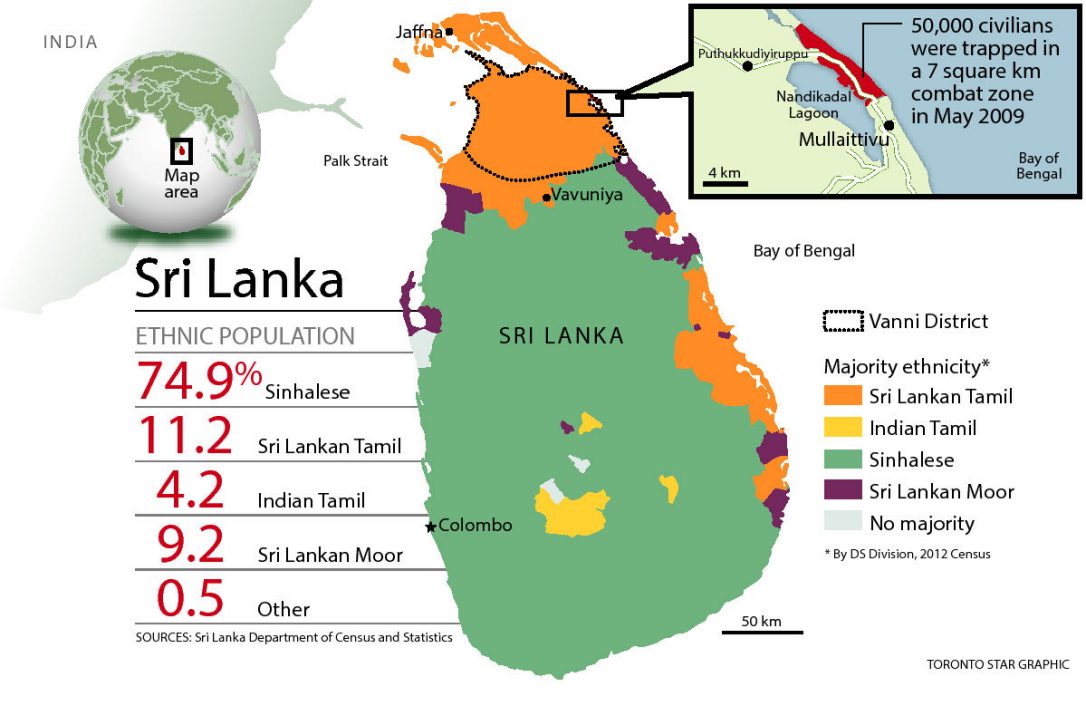 INDIA
Map
area
Jaffna
Palk Strait
Vavuniya
Puthukkudiyiruppu
Nandikadal
Lagoon
Mullaittivu
4 km
50,000 civilians
were trapped in
a 7 square km
combat zone
in May 2009
Bay of
Bengal
Bay of Bengal
Sri Lanka
ETHNIC POPULATION
74.9% Sinhalese
11.2 Sri Lankan Tamil
4.2 Indian Tamil
9.2 Sri Lankan Moor
0.5 Other
SOURCES: Sri Lanka Department of Census and Statistics
SRI LANKA
Colombo
Vanni District
Majority ethnicity*
Sri Lankan Tamil
Indian Tamil
Sinhalese
Sri Lankan Moor
No majority
* By DS Division, 2012 Census
50 km
TORONTO STAR GRAPHIC